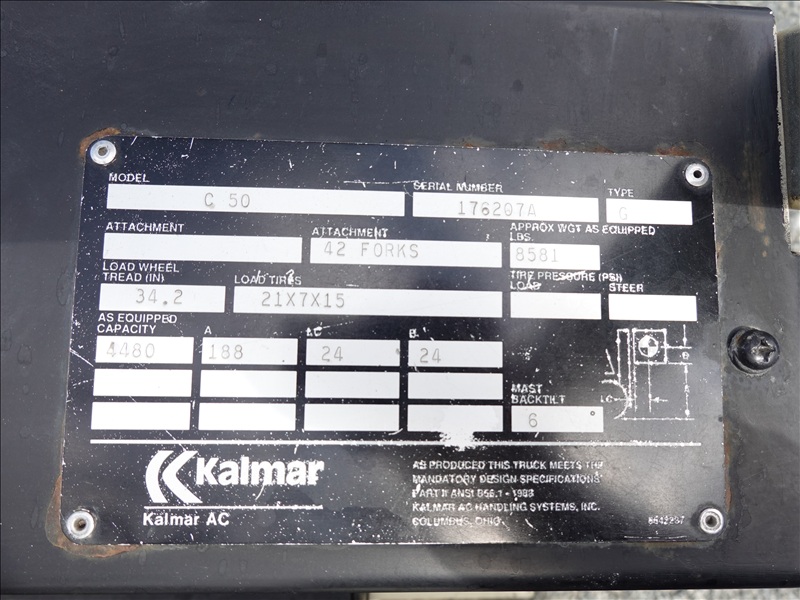 MODEL
C 50
SERIAL NUMBER
176207A
TYPE
G
ATTACHMENT
ATTACHMENT
42 FORKS
APPROX WGT AS EQUIPPED
LBS
8581
LOAD WHEEL
TREAD (IN)
34.2
LOAD TIRES
21X7X15
TIRE PRESSURE (PSI)
LOAD
STEER
AS EQUIPPED
CAPACITY
A
LC
B
4480
188
24
24
MAST
BACKTILT
6 °
B
A
LC
Kalmar
Kalmar AC
AS PRODUCED THIS TRUCK MEETS THE
MANDATORY DESIGN SPECIFICATIONS
PART II ANSI B56.1 - 1983
KALMAR AC HANDLING SYSTEMS, INC.
COLUMBUS, OHIO